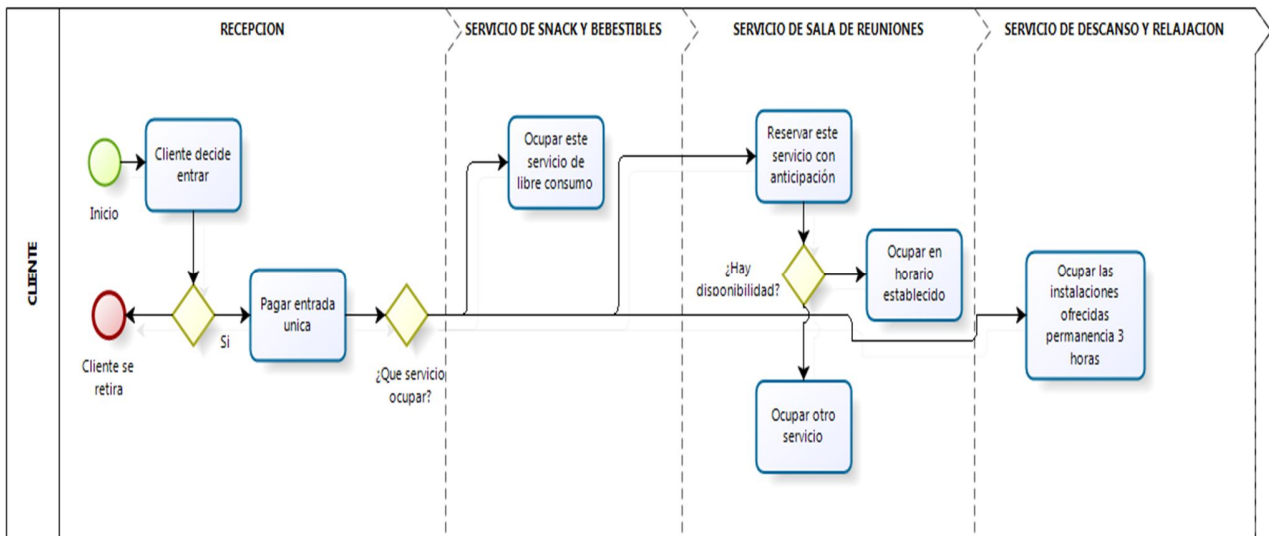 RECEPCION
SERVICIO DE SNACK Y BEBESTIBLES
SERVICIO DE SALA DE REUNIONES
SERVICIO DE DESCANSO Y RELAJACION
CLIENTE
Inicio
Cliente decide
entrar
Cliente se
retira
Si
Pagar entrada
unica
¿Que servicio
ocupar?
Ocupar este
servicio de
libre consumo
Reservar este
servicio con
anticipación
¿Hay
disponibilidad?
Ocupar en
horario
establecido
Ocupar otro
servicio
Ocupar las
instalaciones
ofrecidas
permanencia 3
horas